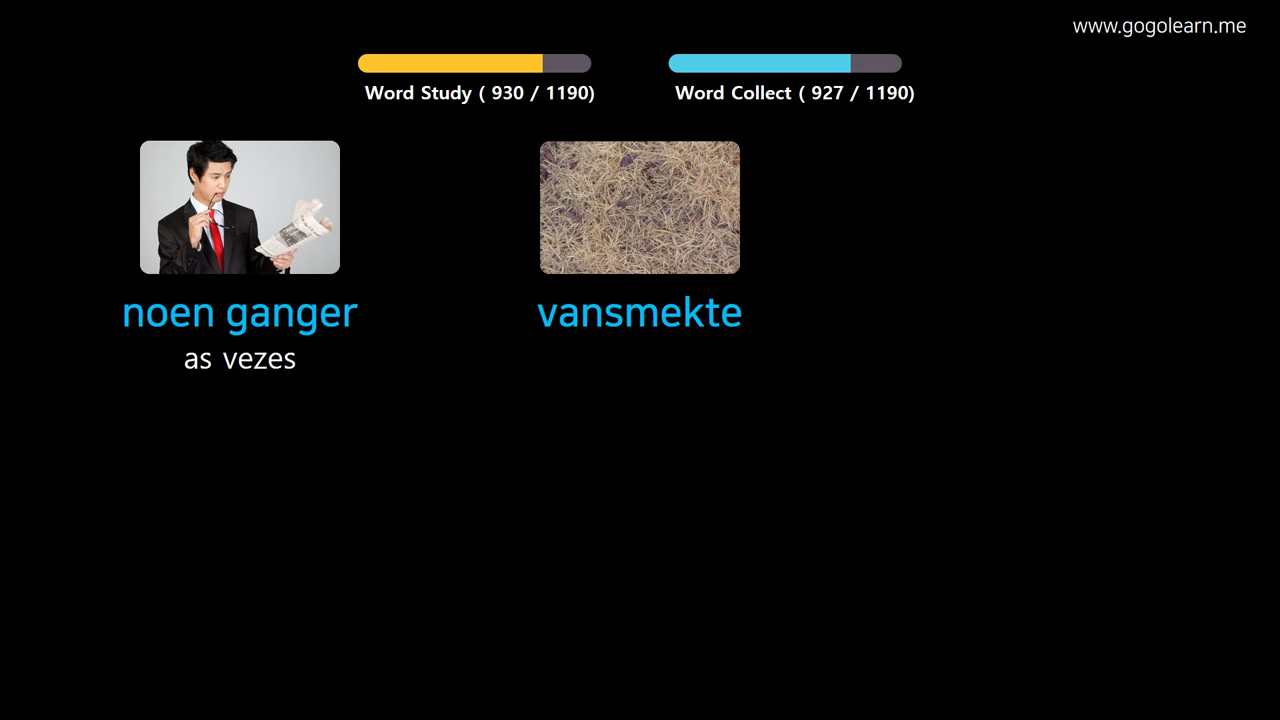 www.gogolearn.me
Word Study ( 930 / 1190)
Word Collect ( 927 / 1190)
noen ganger
as vezes
vansmekte